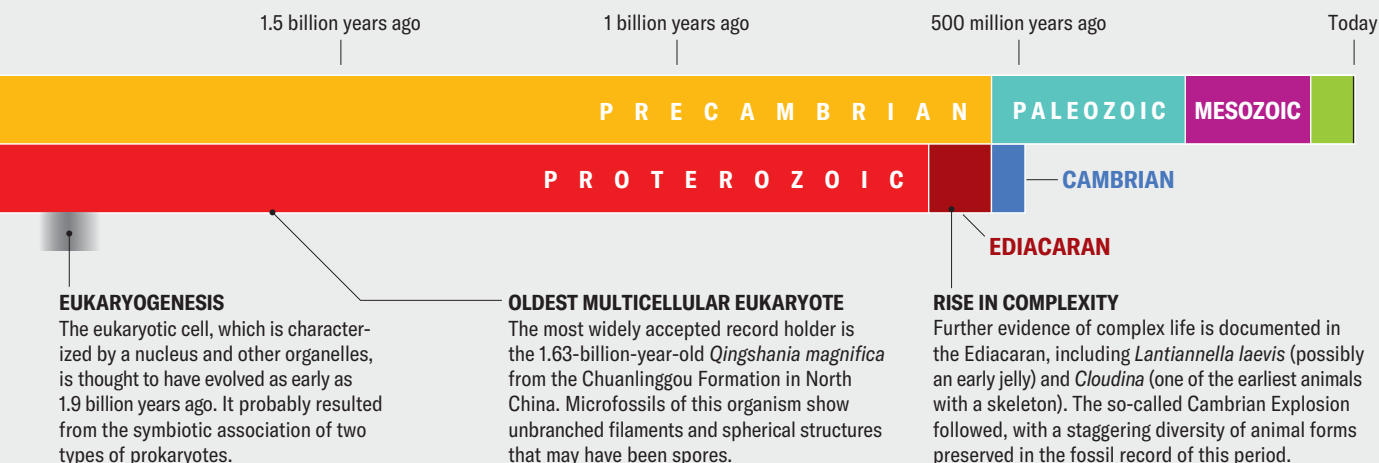 1.5 billion years ago
1 billion years ago
500 million years ago
Today
PRECAMBRIAN
PALEOZOIC
MESOZOIC
PROTEROZOIC
CAMBRIAN
EDIACARAN
EUKARYOGENESIS
The eukaryotic cell, which is character-
ized by a nucleus and other organelles,
is thought to have evolved as early as
1.9 billion years ago. It probably resulted
from the symbiotic association of two
types of prokaryotes.
OLDEST MULTICELLULAR EUKARYOTE
The most widely accepted record holder is
the 1.63-billion-year-old Qingshania magnifica
from the Chuanlinggou Formation in North
China. Microfossils of this organism show
unbranched filaments and spherical structures
that may have been spores.
RISE IN COMPLEXITY
Further evidence of complex life is documented in
the Ediacaran, including Lantiannella laevis (possibly
an early jelly) and Cloudina (one of the earliest animals
with a skeleton). The so-called Cambrian Explosion
followed, with a staggering diversity of animal forms
preserved in the fossil record of this period.